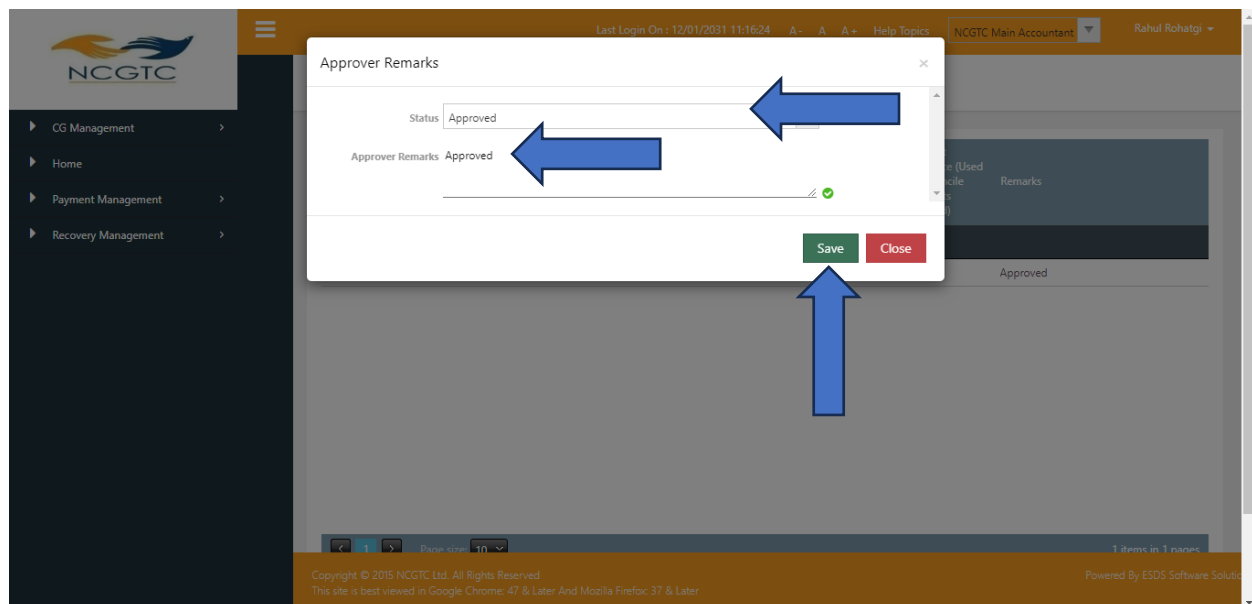 NCGTC
Last Login On : 12/01/2031 11:16:24 A- A A+ Help Topics NCGTC Main Accountant Rahul Rohatgi
Approver Remarks ×
CG Management
Home
Payment Management
Recovery Management
Status Approved
Approver Remarks Approved
Save Close
(Used
Remarks
Approved
1 Page size: 10 1 items in 1 pages
Copyright © 2015 NCGTC Ltd. All Rights Reserved Powered By ESDS Software
This site is best viewed in Google Chrome: 47 & Later And Mozilla Firefox: 37 & Later